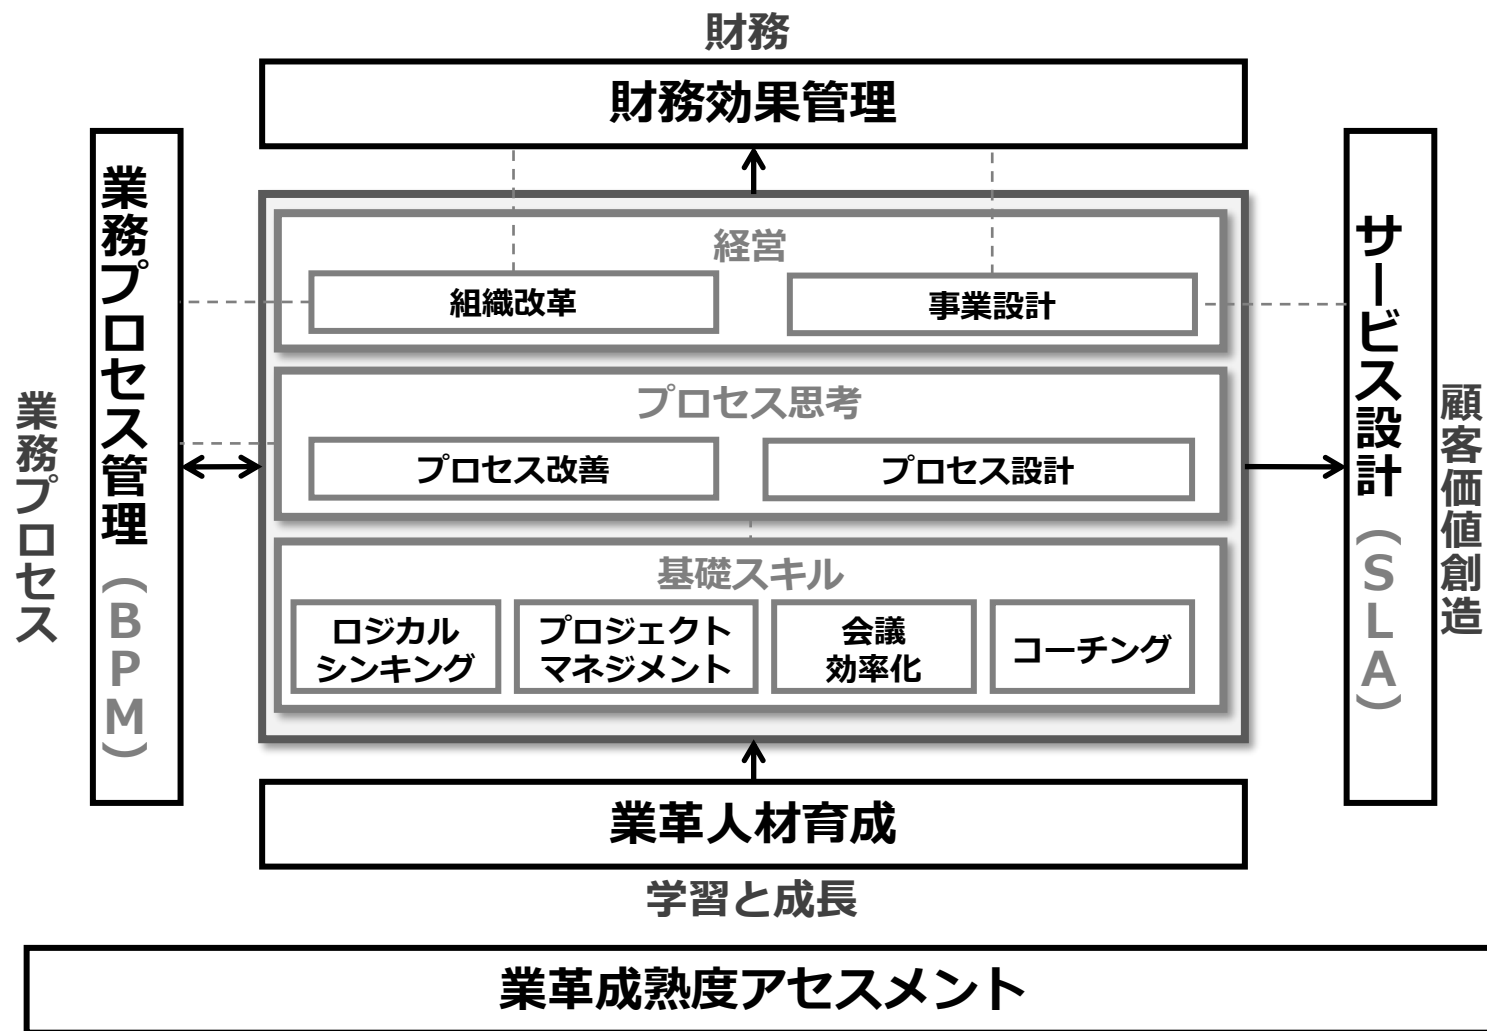 財務
財務効果管理
業務プロセス
業務プロセス管理（BPM）
経営
組織改革
事業設計
プロセス思考
プロセス改善
プロセス設計
基礎スキル
ロジカル
シンキング
プロジェクト
マネジメント
会議
効率化
コーチング
サービス設計（SLA）
顧客価値創造
業革人材育成
学習と成長
業革成熟度アセスメント